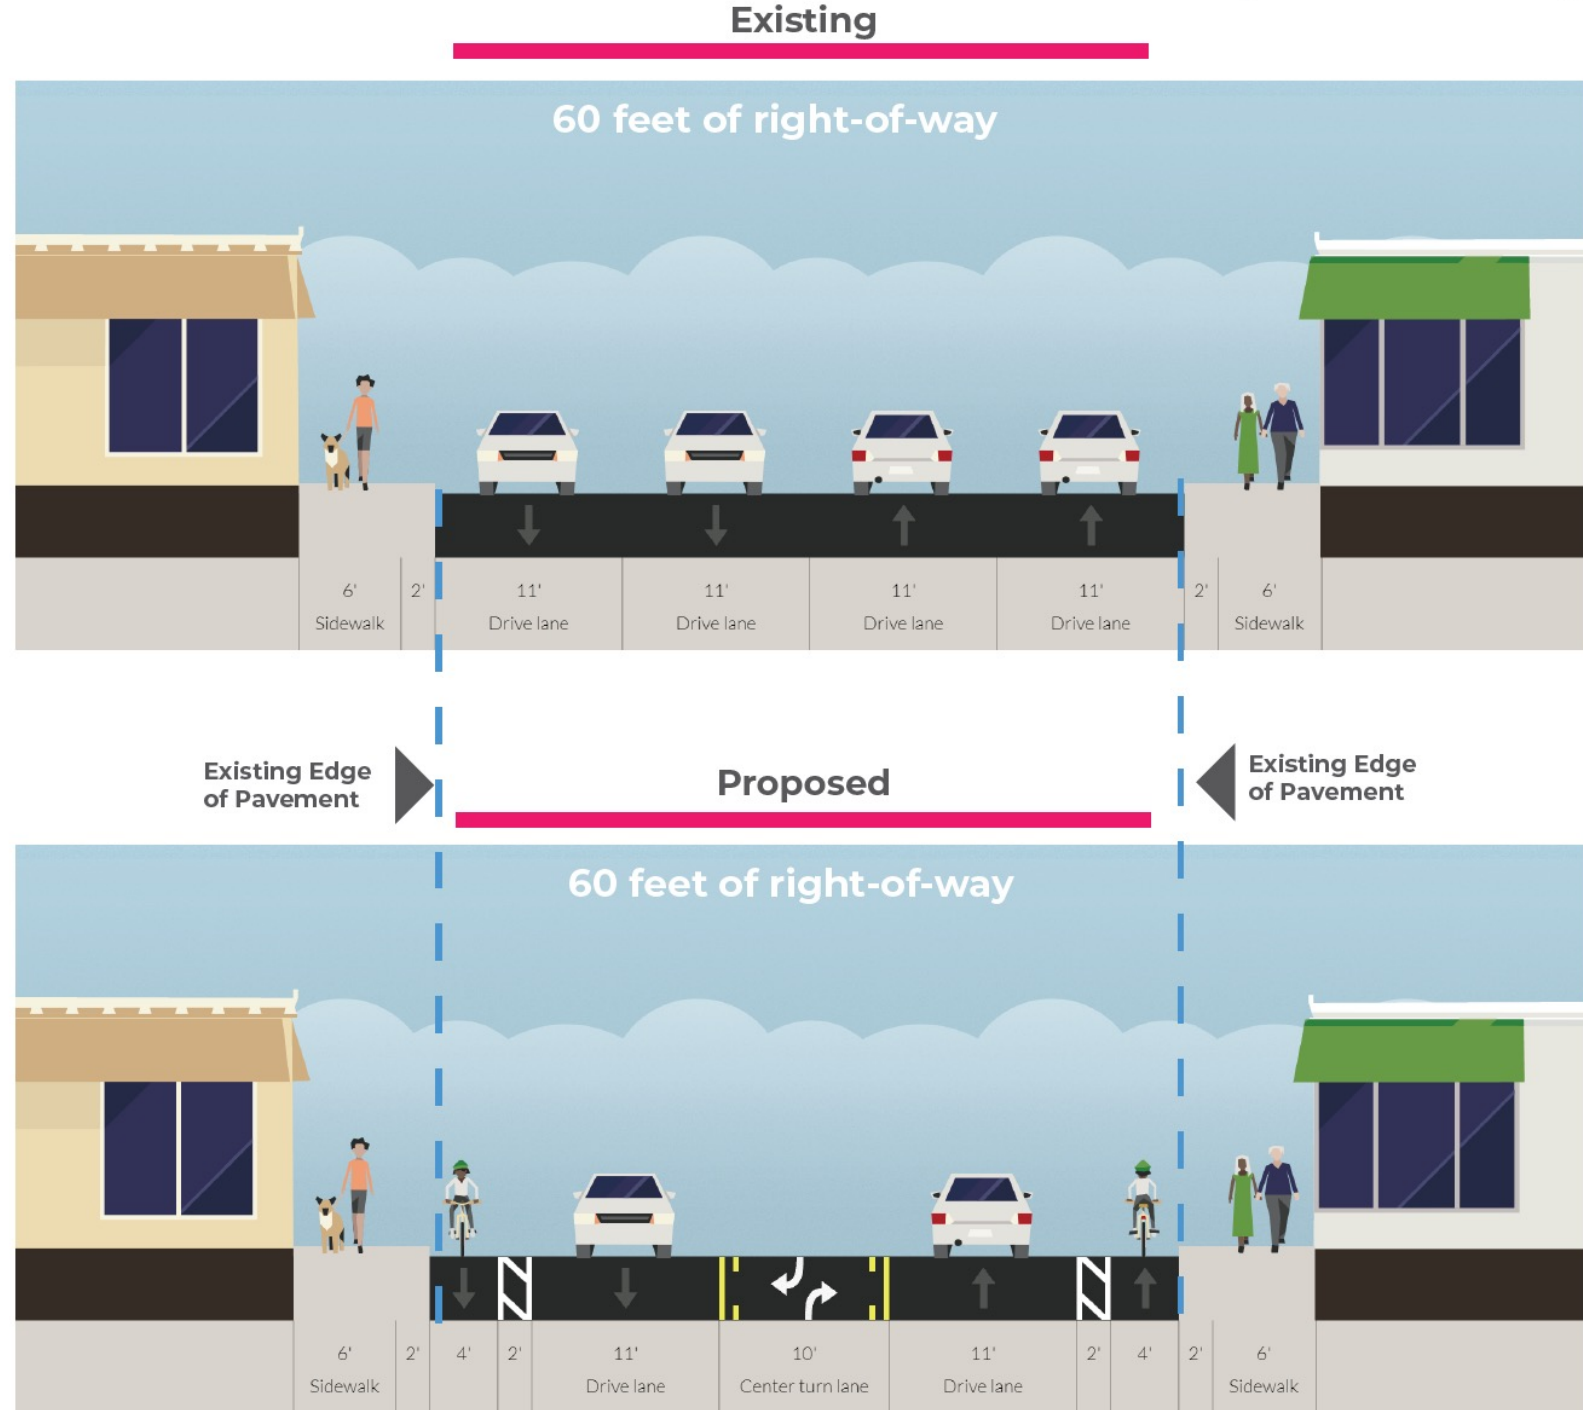 Existing
60 feet of right-of-way
6' 2' 11' 11' 11' 11' 2' 6'
Sidewalk Drive lane Drive lane Drive lane Drive lane Sidewalk
Existing Edge
of Pavement
Proposed
Existing Edge
of Pavement
60 feet of right-of-way
6' 2' 4' 2' 11' 10' 11' 2' 4' 2' 6'
Sidewalk Drive lane Center turn lane Drive lane Sidewalk